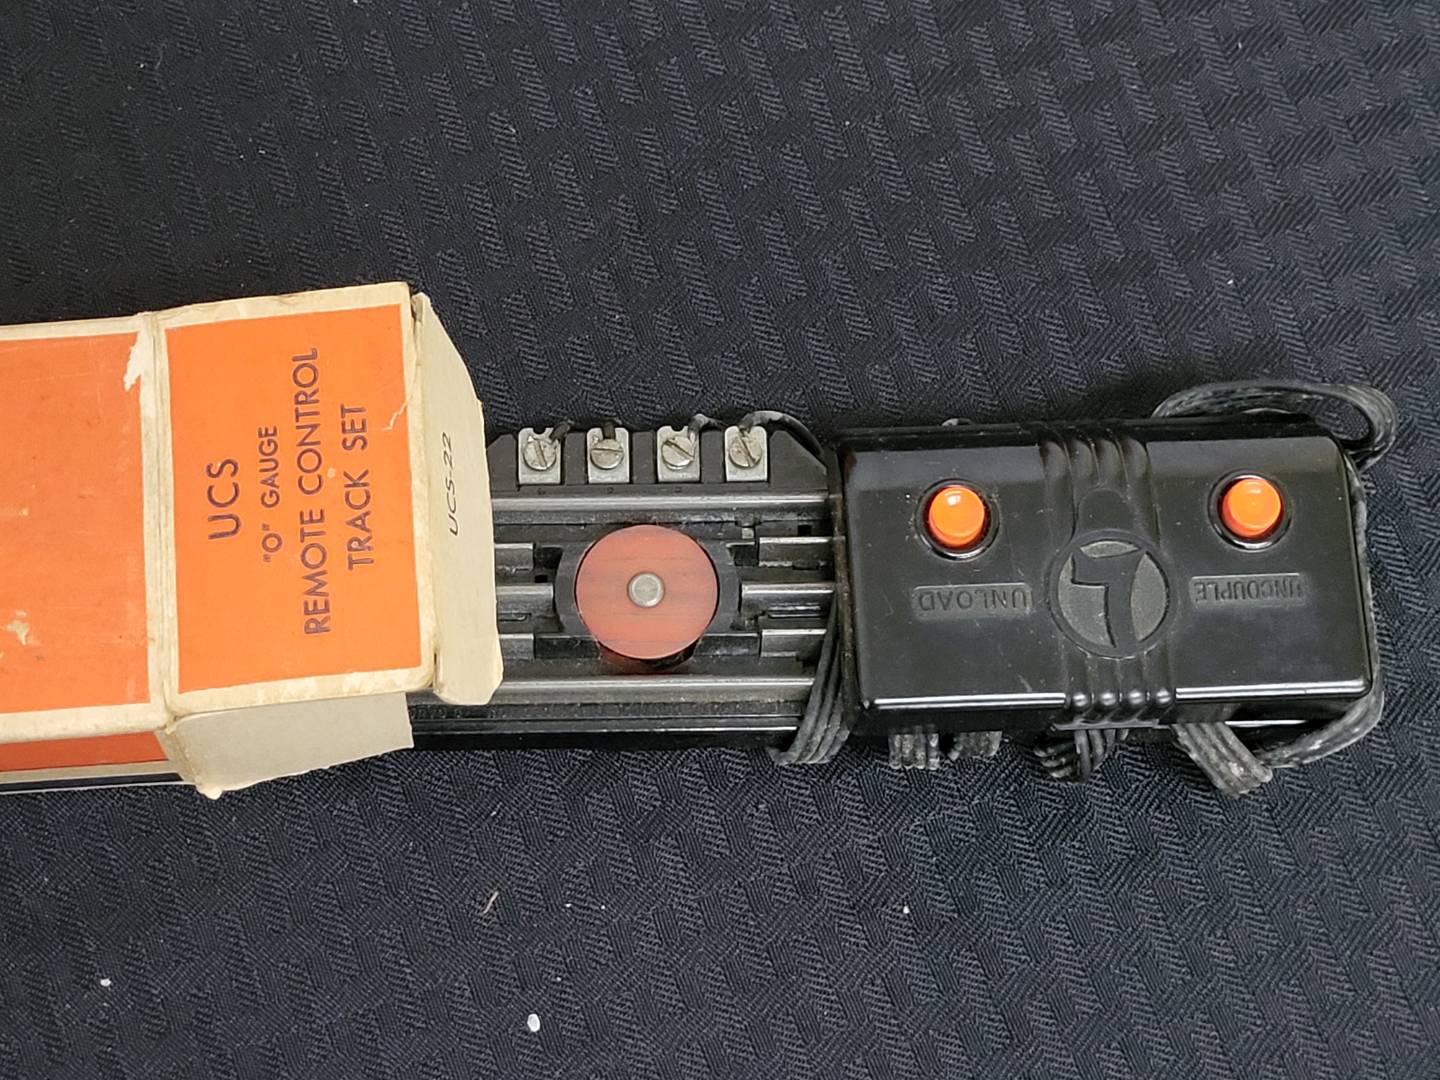 UCS
"O" GAUGE
REMOTE CONTROL
TRACK SET
UCS-22
UNLOAD
L
UNCOUPLE